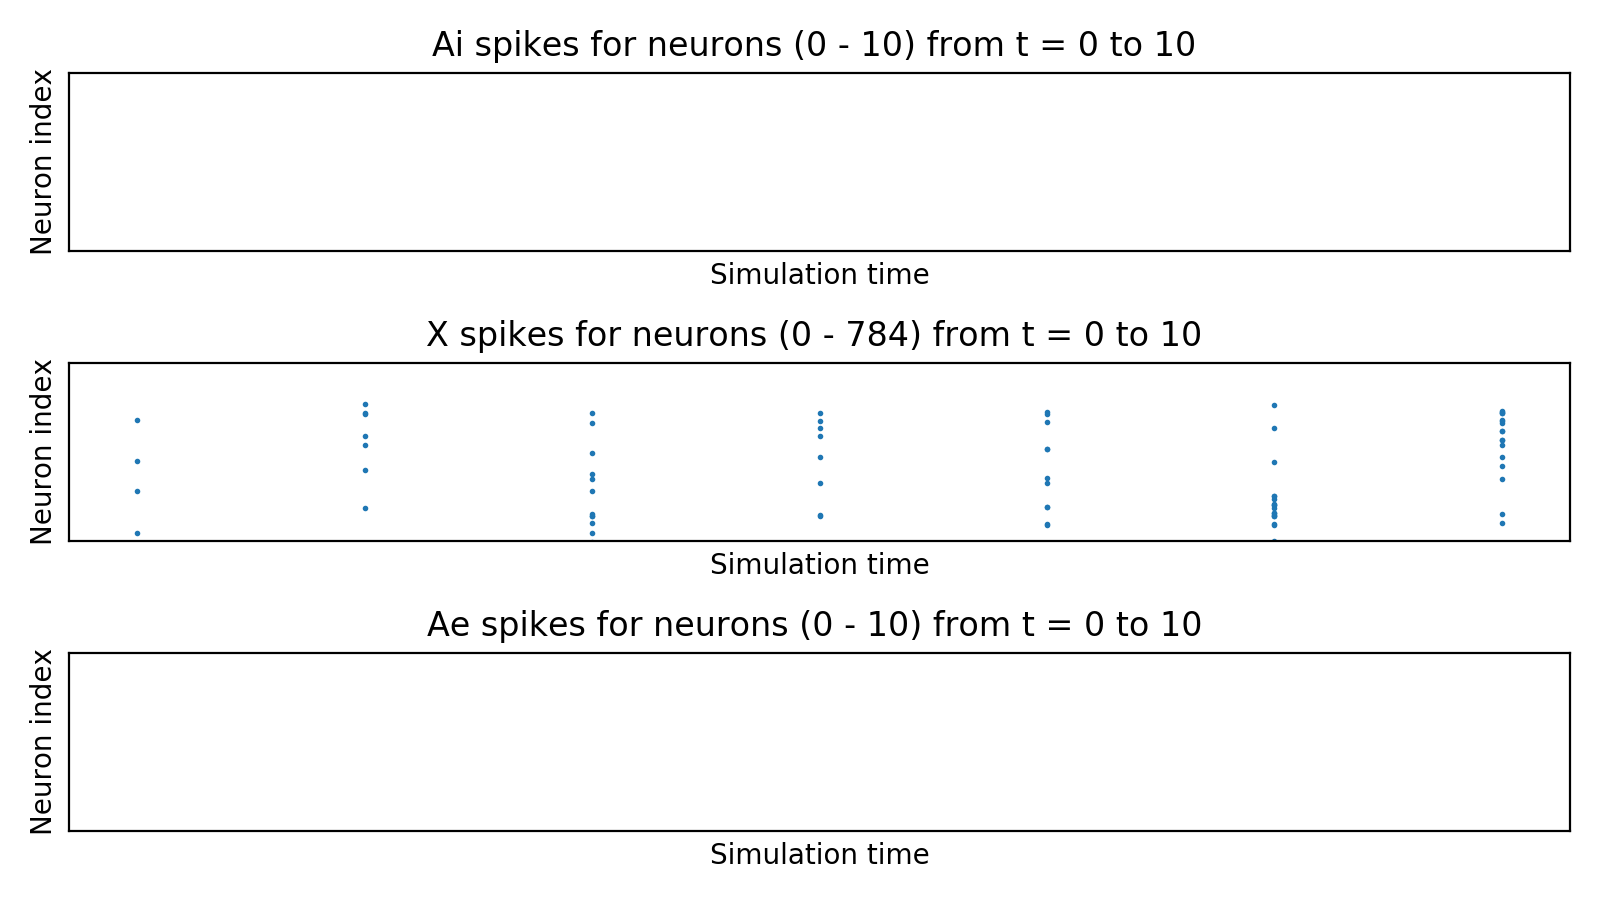 Ai spikes for neurons (0 - 10) from t = 0 to 10
Neuron index
Simulation time
X spikes for neurons (0 - 784) from t = 0 to 10
Neuron index
Simulation time
Ae spikes for neurons (0 - 10) from t = 0 to 10
Neuron index
Simulation time